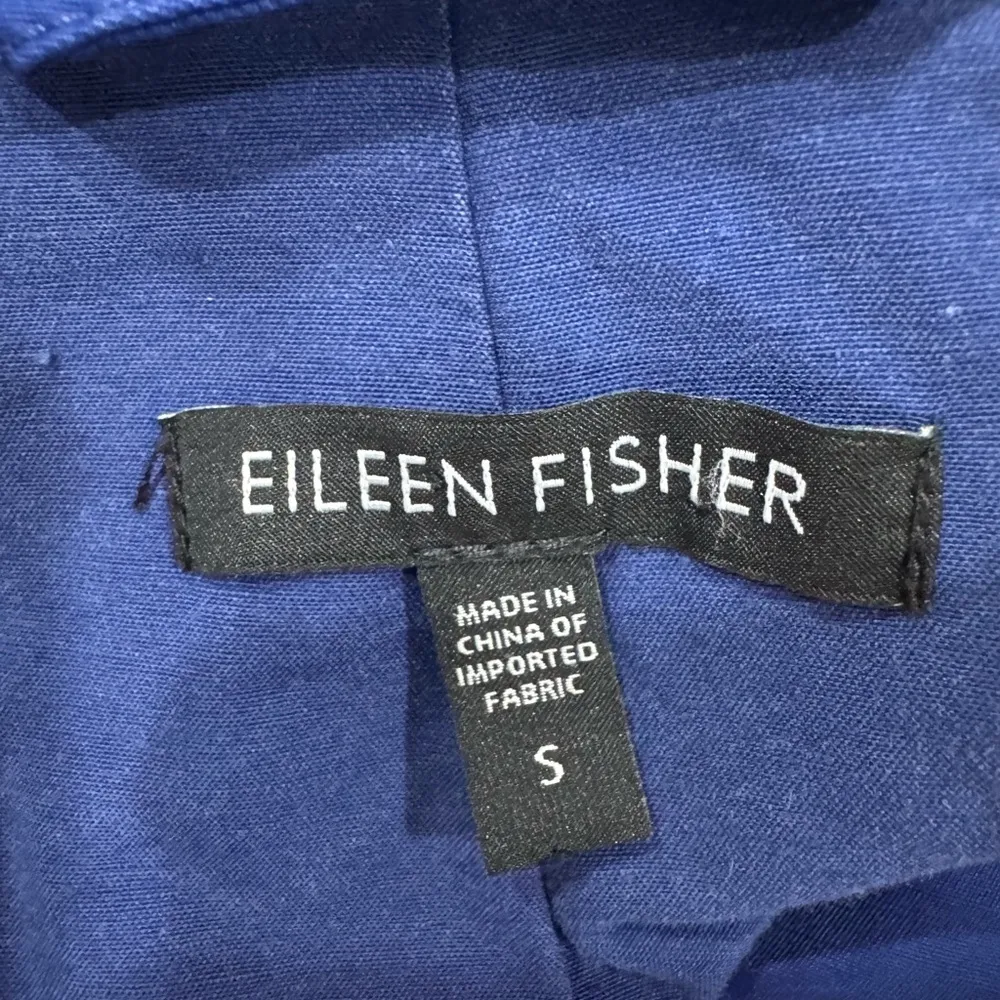 EILEEN FISHER
MADE IN
CHINA OF
IMPORTED
FABRIC
S